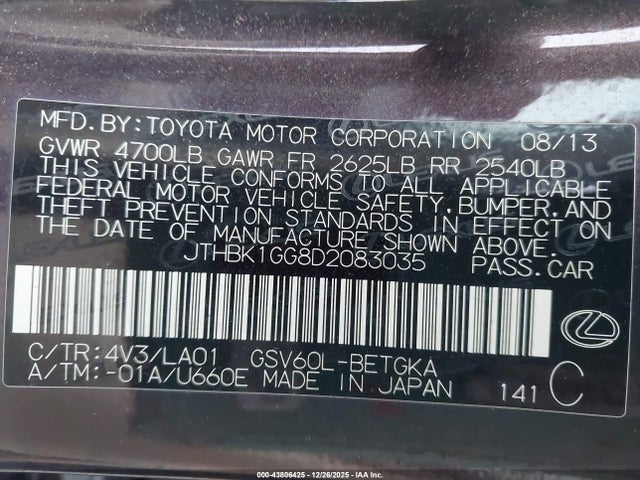 MFD.BY:TOYOTA MOTOR CORPORATION 08/13
GVWR 4700LB GAWR FR 2625LB RR 2540LB
THIS VEHICLE CONFORMS TO ALL APPLICABLE
FEDERAL MOTOR VEHICLE SAFETY, BUMPER, AND
THEFT PREVENTION STANDARDS IN EFFECT ON
THE DATE OF MANUFACTURE SHOWN ABOVE.
JTHBK1GG8D2083035 PASS.CAR
C/TR:4V3/LA01 GSV60L-BETGKA
A/TM:-01A/U660E MADE IN JAPAN 141 C
000-43806425 - 12/26/2025 - IAA Inc.